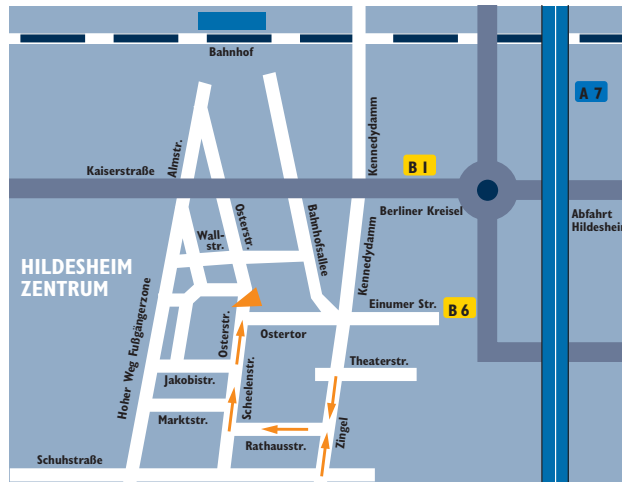 Bahnhof
A 7
Almstr.
Kennedydamm
Kaiserstraße
B 1
Osterstr.
Bahnhofsallee
Berliner Kreisel
Abfahrt
Hildesheim
Wall-
str.
Kennedydamm
HILDESHEIM
ZENTRUM
Hoher Weg Fußgängerzone
Einumer Str.
B 6
Osterstr.
Ostertor
Theaterstr.
Jakobistr.
Scheelenstr.
Marktstr.
Rathausstr.
Zingel
Schuhstraße